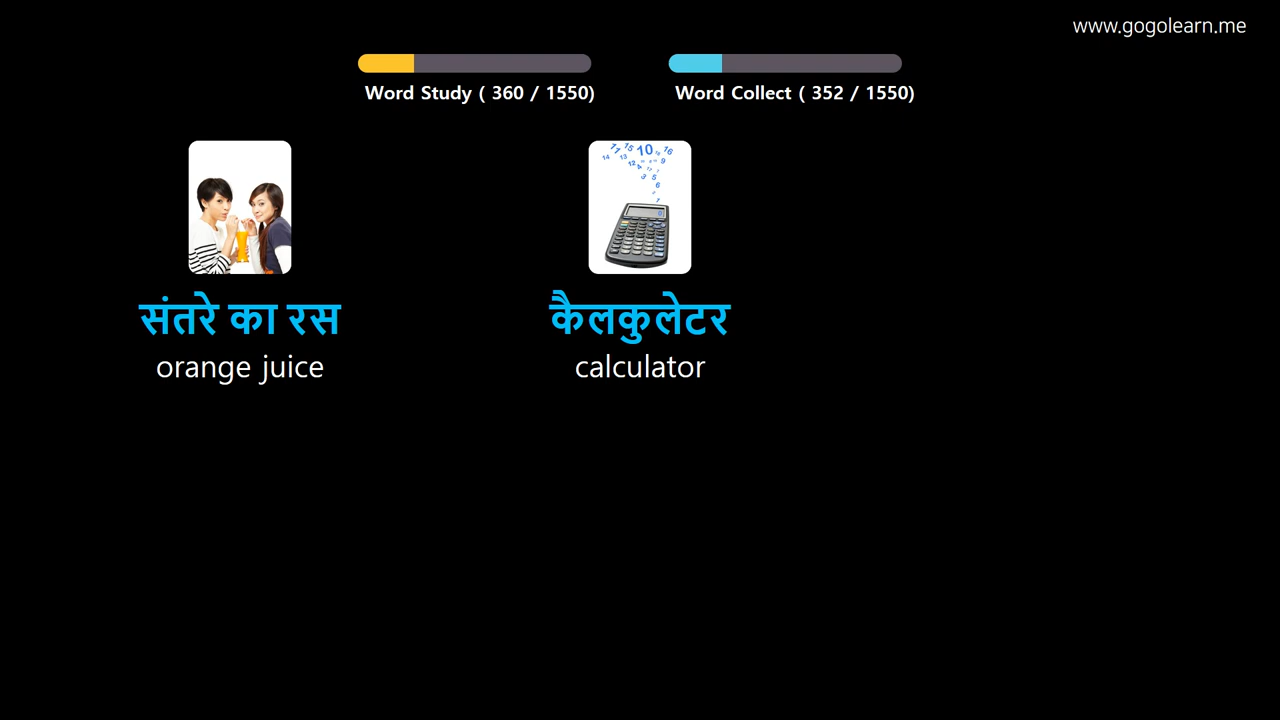 www.gogolearn.me
Word Study ( 360 / 1550)
Word Collect ( 352 / 1550)
संतरे का रस
orange juice
कैलकुलेटर
calculator